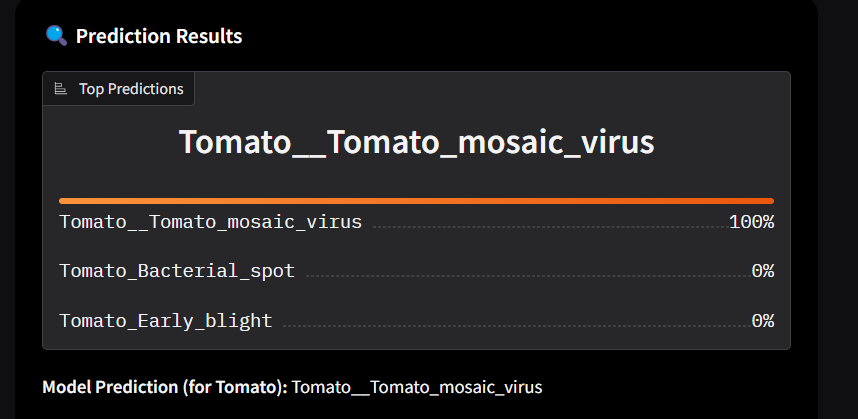 Prediction Results
Top Predictions
Tomato__Tomato_mosaic_virus
Tomato__Tomato_mosaic_virus 100%
Tomato_Bacterial_spot 0%
Tomato_Early_blight 0%
Model Prediction (for Tomato): Tomato__Tomato_mosaic_virus